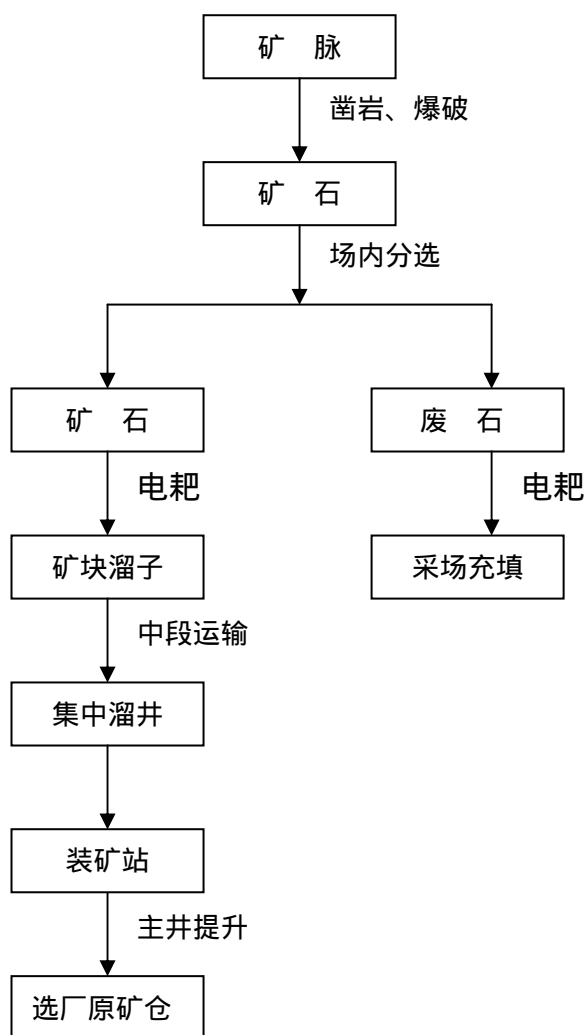 矿 脉
凿岩、爆破
矿 石
场内分选
矿 石
废 石
电耙
电耙
矿块溜子
采场充填
中段运输
集中溜井
装矿站
主井提升
选厂原矿仓